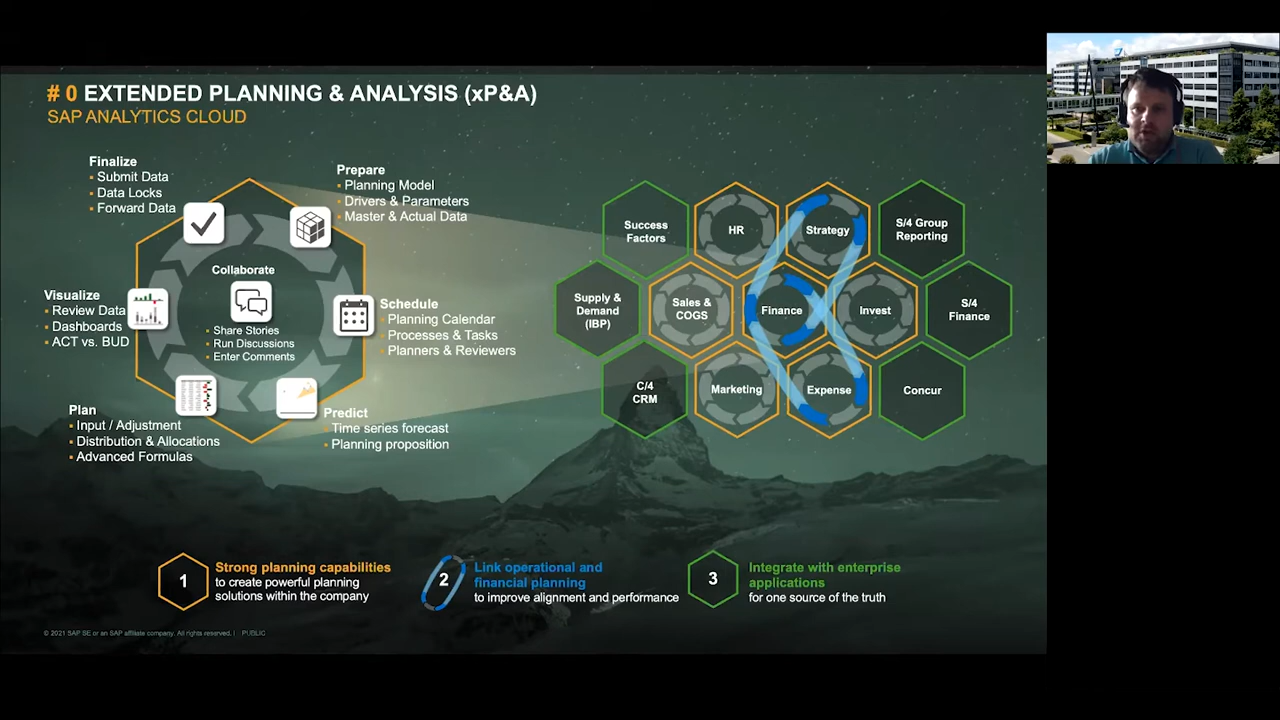 # 0 EXTENDED PLANNING & ANALYSIS (xP&A)
SAP ANALYTICS CLOUD
Finalize
▪ Submit Data
▪ Data Locks
▪ Forward Data
Prepare
▪ Planning Model
▪ Drivers & Parameters
▪ Master & Actual Data
Collaborate
▪ Share Stories
▪ Run Discussions
▪ Enter Comments
Visualize
▪ Review Data
▪ Dashboards
▪ ACT vs. BUD
Schedule
▪ Planning Calendar
▪ Processes & Tasks
▪ Planners & Reviewers
Plan
▪ Input / Adjustment
▪ Distribution & Allocations
▪ Advanced Formulas
Predict
▪ Time series forecast
▪ Planning proposition
Success
Factors
HR
Strategy
S/4 Group
Reporting
Supply &
Demand
(IBP)
Sales &
COGS
Finance
Invest
S/4
Finance
C/4
CRM
Marketing
Expense
Concur
1
Strong planning capabilities
to create powerful planning
solutions within the company
2
Link operational and
financial planning
to improve alignment and performance
3
Integrate with enterprise
applications
for one source of the truth
© 2021 SAP SE or an SAP affiliate company. All rights reserved. | PUBLIC